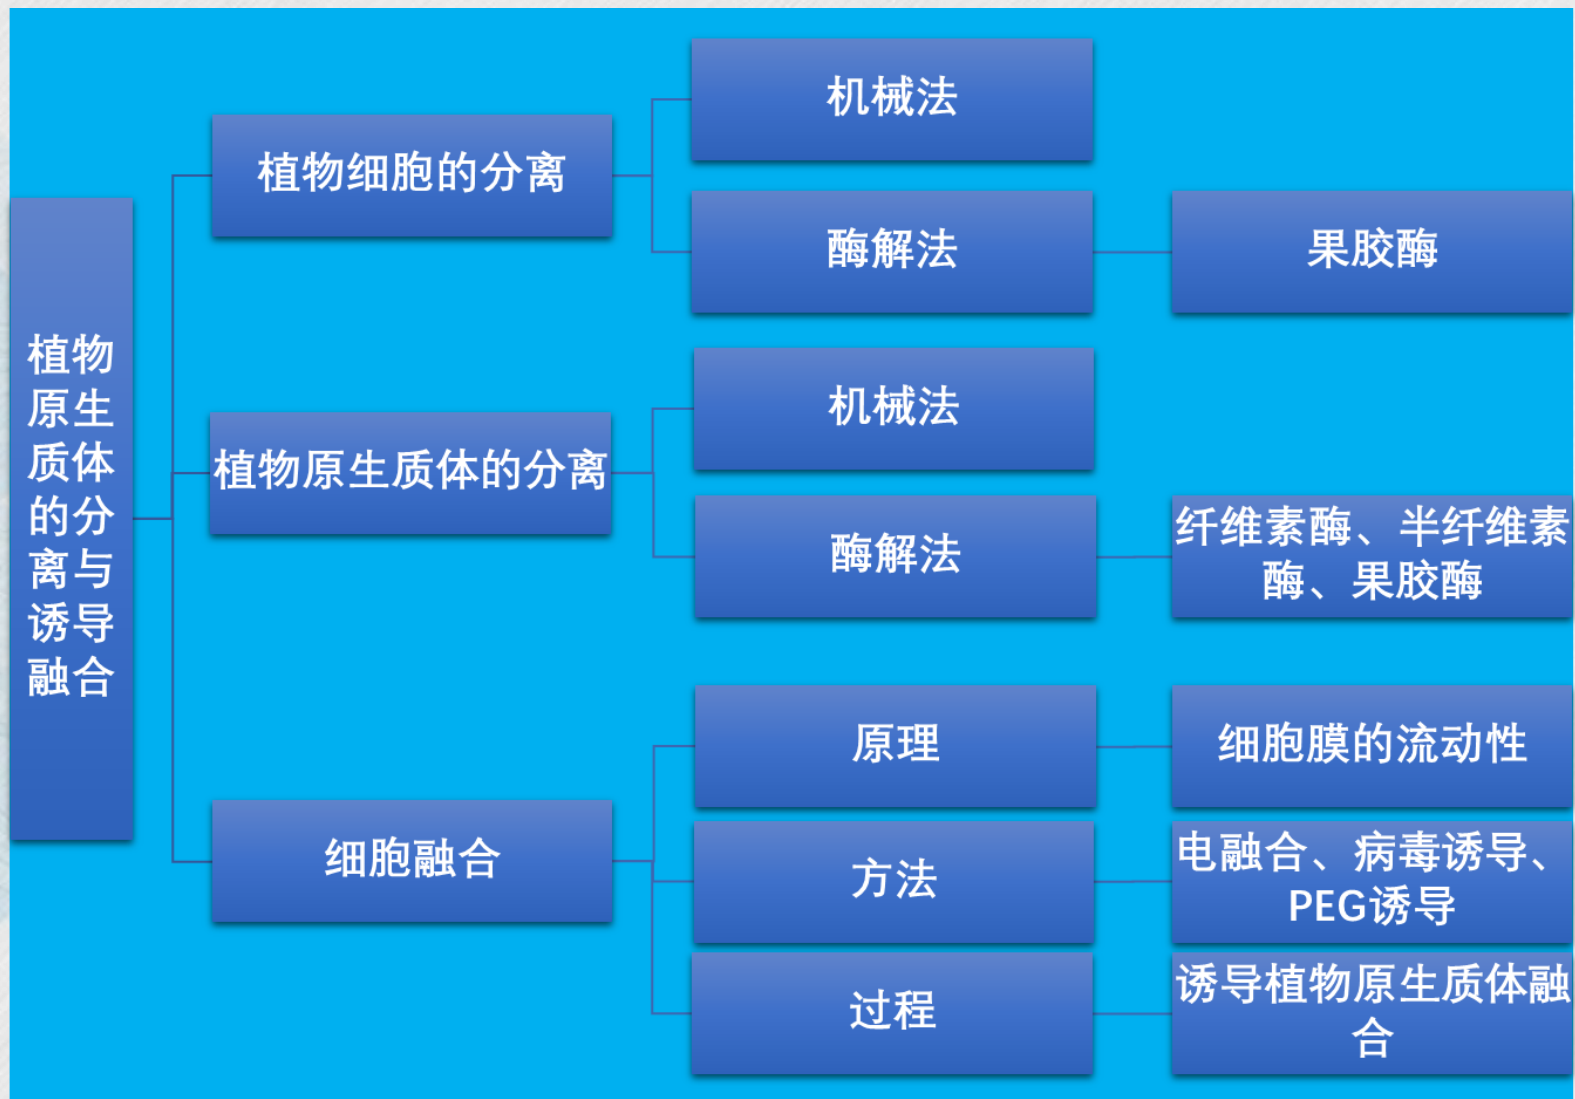 植物
原生
质体
的分
离与
诱导
融合
植物细胞的分离
机械法
酶解法
果胶酶
植物原生质体的分离
机械法
酶解法
纤维素酶、半纤维素
酶、果胶酶
细胞融合
原理
细胞膜的流动性
方法
电融合、病毒诱导、
PEG诱导
过程
诱导植物原生质体融
合